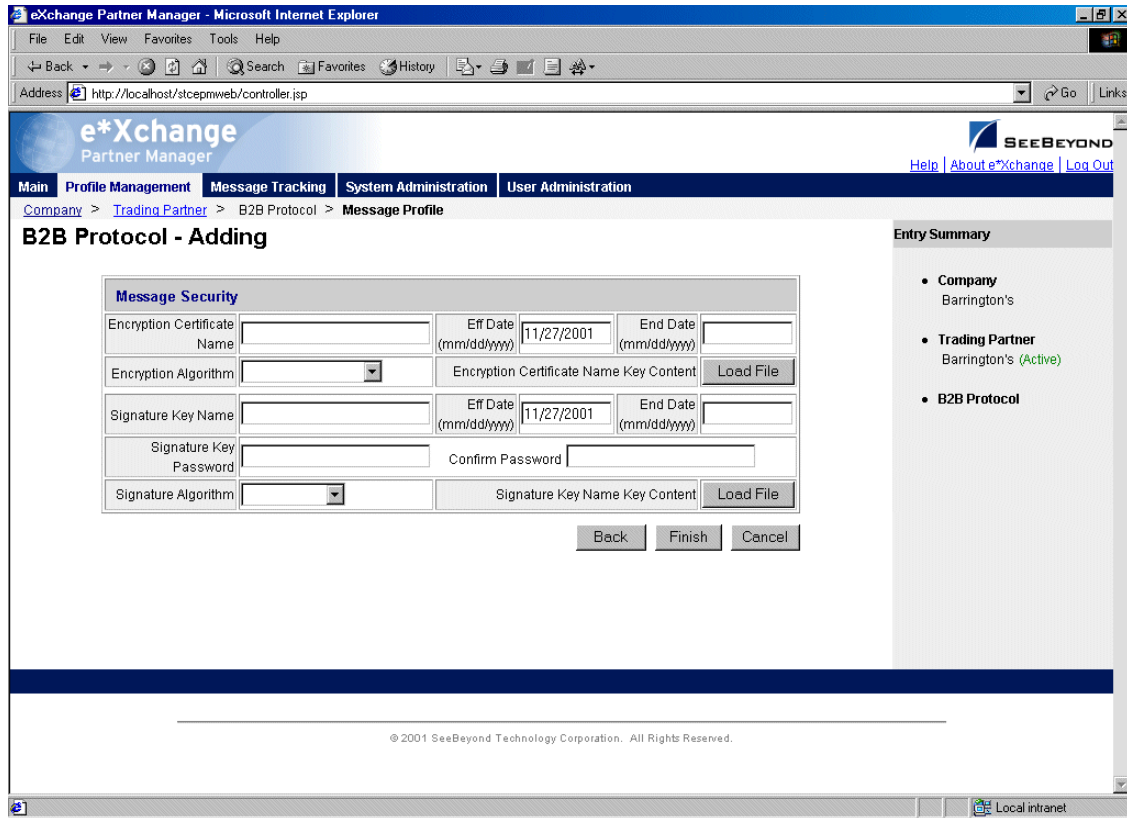 eXchange Partner Manager - Microsoft Internet Explorer
File Edit View Favorites Tools Help
Back Search Favorites History
Address http://localhost/stcepmweb/controller.jsp Go Links
e*Xchange
Partner Manager
SEEBEYOND
Help | About e*Xchange | Log Out
Main Profile Management Message Tracking System Administration User Administration
Company > Trading Partner > B2B Protocol > Message Profile
B2B Protocol - Adding
Message Security
Encryption Certificate Name Eff Date (mm/dd/yyyy) 11/27/2001 End Date (mm/dd/yyyy)
Encryption Algorithm Encryption Certificate Name Key Content Load File
Signature Key Name Eff Date (mm/dd/yyyy) 11/27/2001 End Date (mm/dd/yyyy)
Signature Key Password Confirm Password
Signature Algorithm Signature Key Name Key Content Load File
Back Finish Cancel
Entry Summary
• Company
Barrington's
• Trading Partner
Barrington's (Active)
• B2B Protocol
© 2001 SeeBeyond Technology Corporation. All Rights Reserved.
Local intranet